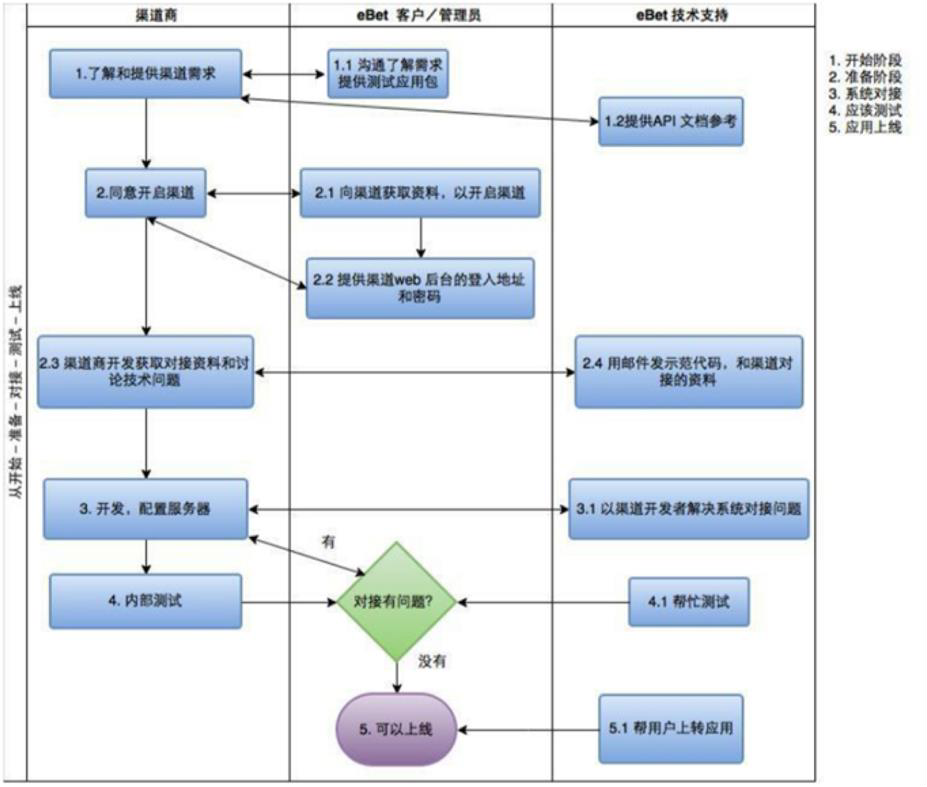 渠道商
eBet 客户／管理员
eBet 技术支持
1.了解和提供渠道需求
1.1 沟通了解需求
提供测试应用包
1.2提供API 文档参考
2.同意开启渠道
2.1 向渠道获取资料，以开启渠道
2.2 提供渠道web 后台的登入地址
和密码
2.3 渠道商开发获取对接资料和讨
论技术问题
2.4 用邮件发示范代码，和渠道对
接的资料
3. 开发，配置服务器
3.1 以渠道开发者解决系统对接问题
有
4. 内部测试
对接有问题?
4.1 帮忙测试
没有
5. 可以上线
5.1 帮用户上转应用
从开始 – 准备 – 对接 – 测试 – 上线
1. 开始阶段
2. 准备阶段
3. 系统对接
4. 应该测试
5. 应用上线